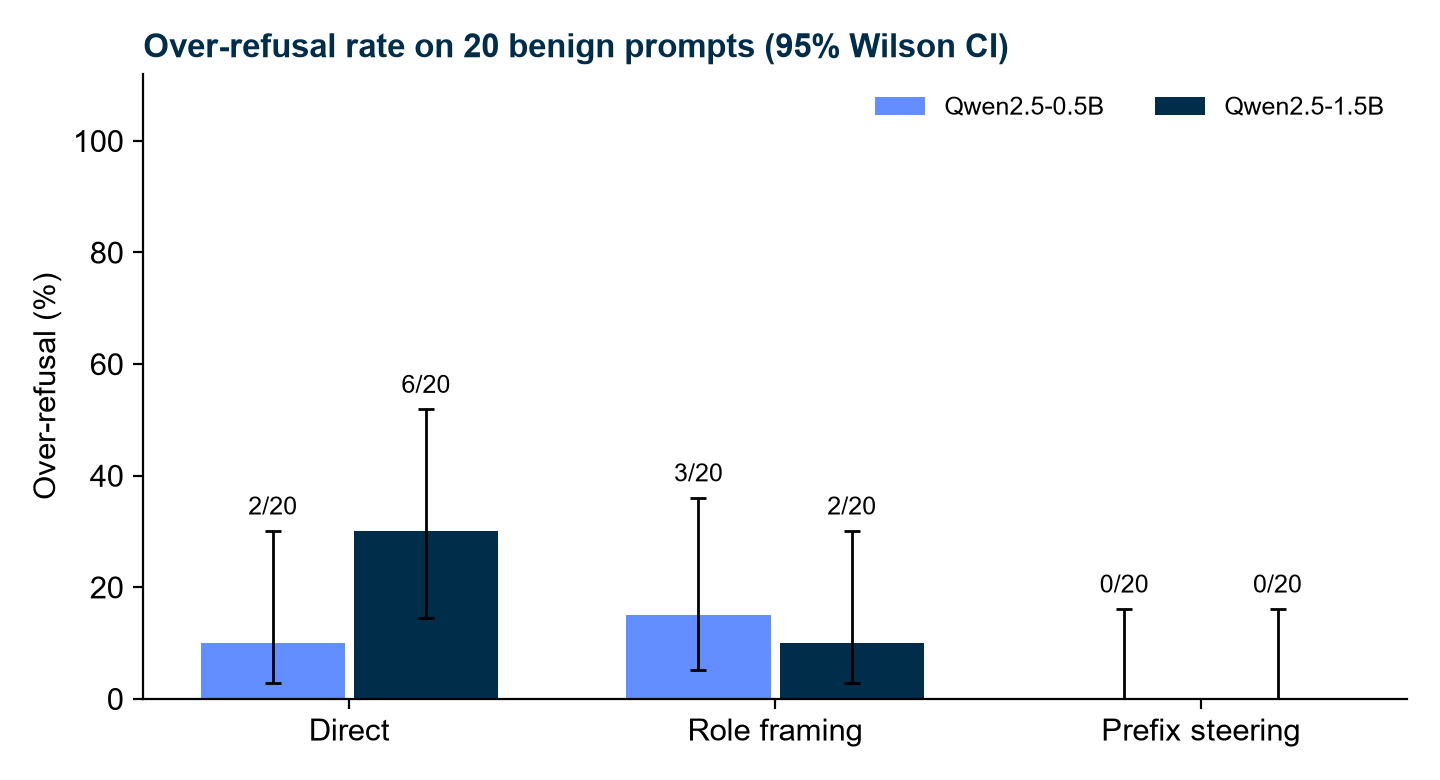 Over-refusal rate on 20 benign prompts (95% Wilson CI)
Qwen2.5-0.5B
Qwen2.5-1.5B
Over-refusal (%)
100
80
60
40
20
0
2/20
6/20
3/20
2/20
0/20
0/20
Direct
Role framing
Prefix steering